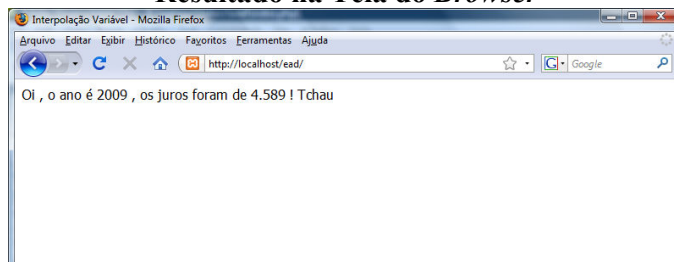 Resultado na Tela do Browser
Interpolação Variável - Mozilla Firefox
Arquivo Editar Exibir Histórico Favoritos Ferramentas Ajuda
http://localhost/ead/
G Google
Oi , o ano é 2009 , os juros foram de 4.589 ! Tchau